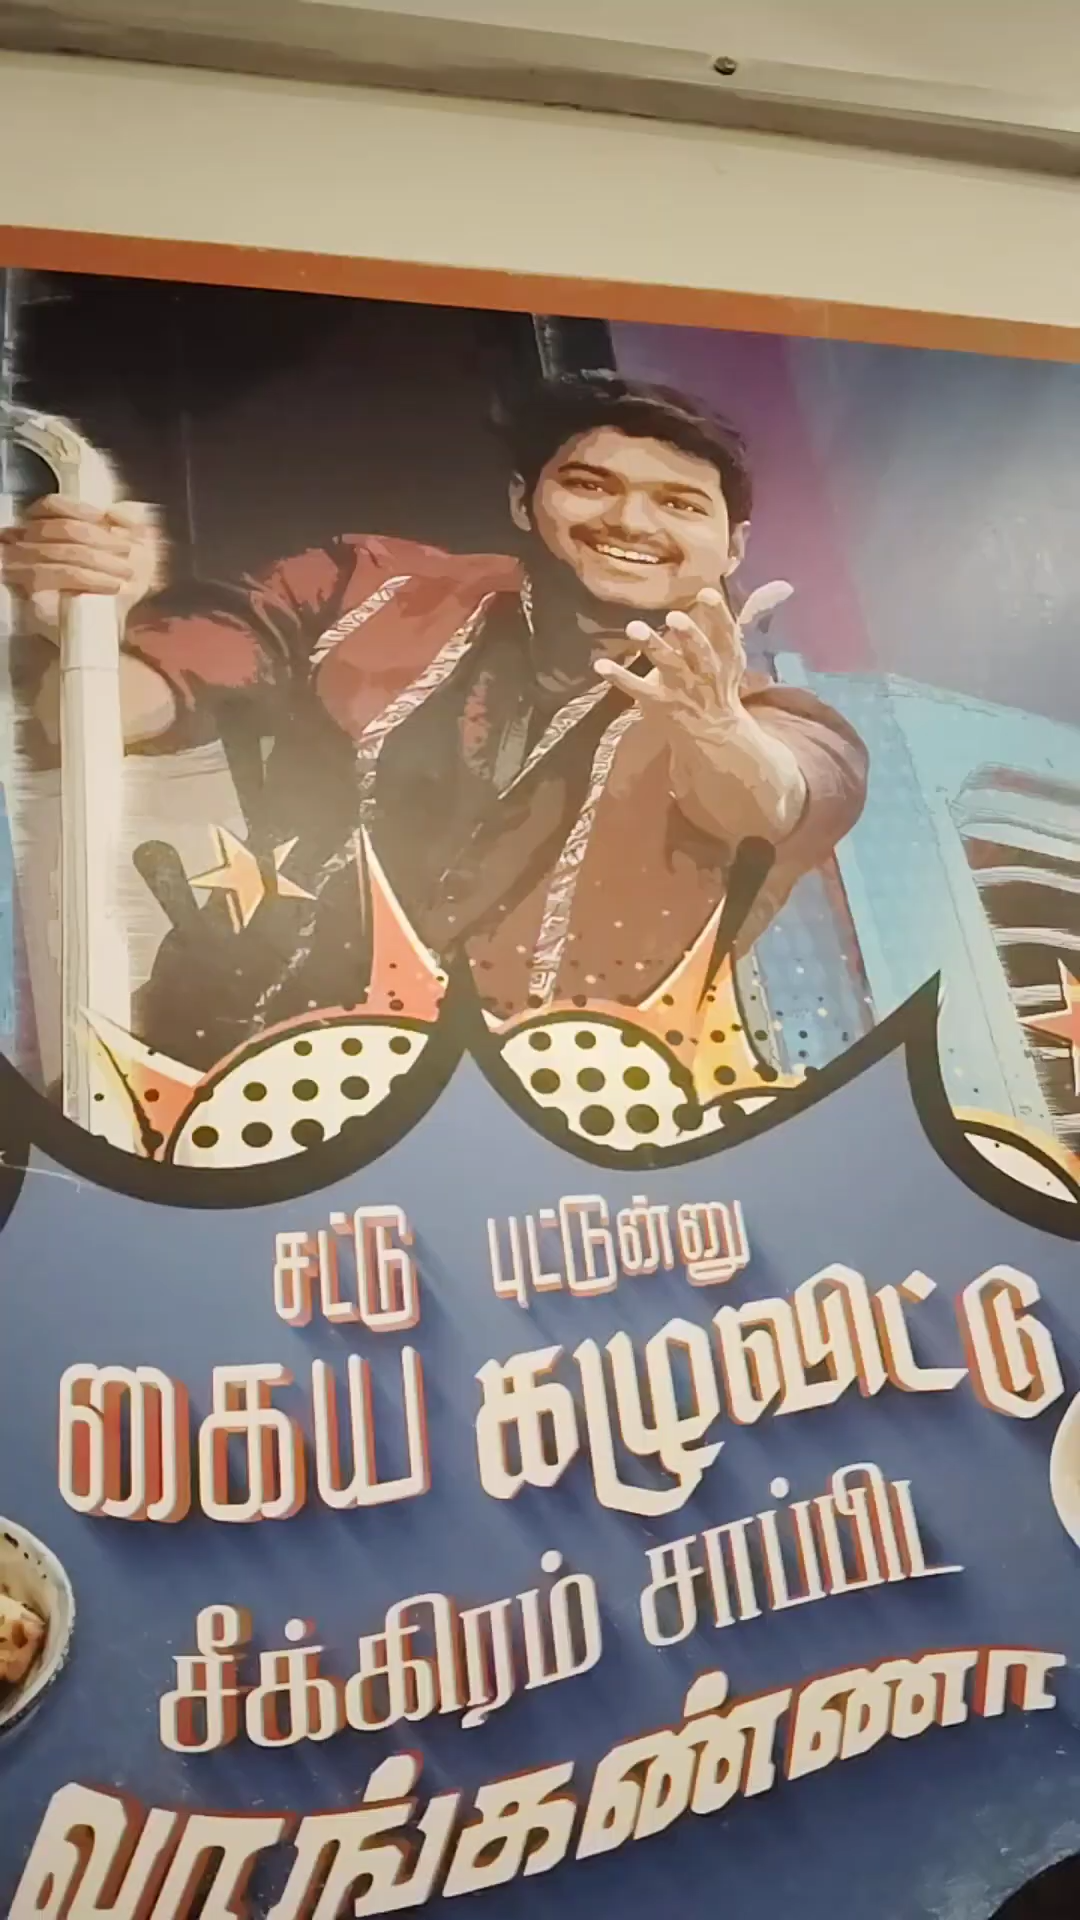 சட்டு புட்டுன்னு
கைய கழுவிட்டு
சீக்கிரம் சாப்பிட
வாங்கண்ணா